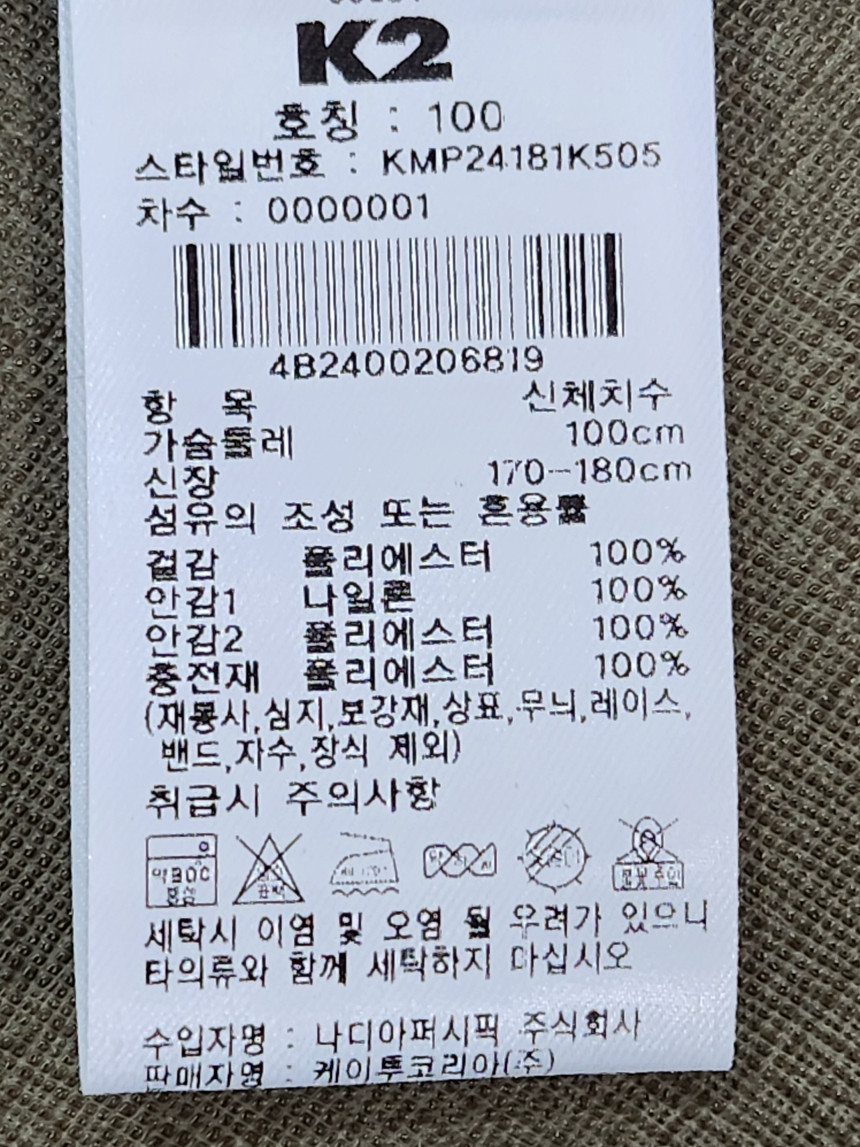 K2
호칭 : 100
스타일번호 : KMP24181K505
차수 : 0000001
4B2400206819
항 목 신체치수
가슴둘레 100cm
신장 170-180cm
섬유의 조성 또는 혼용률
겉감 폴리에스터 100%
안감1 나일론 100%
안감2 폴리에스터 100%
충전재 폴리에스터 100%
(재봉사,심지,보강재,상표,무늬,레이스,
밴드,자수,장식 제외)
취급시 주의사항
약30℃
중성
표백
세탁시 이염 및 오염 될 우려가 있으니
타의류와 함께 세탁하지 마십시오
수입자명 : 나디아퍼시픽 주식회사
판매자명 : 케이투코리아(주)